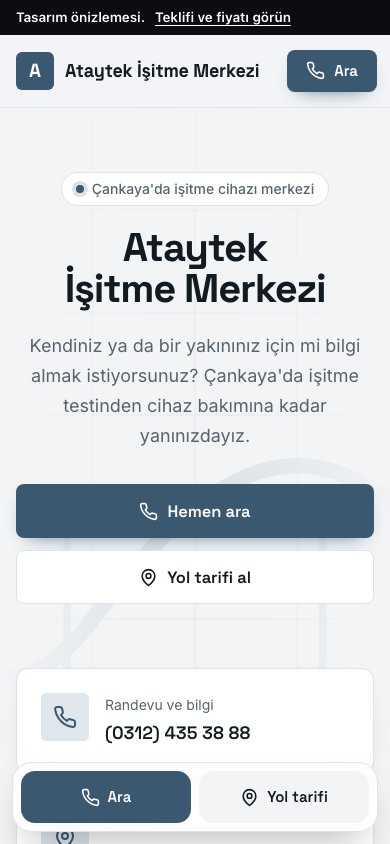 Tasarım önizlemesi. Teklifi ve fiyatı görün
A Ataytek İşitme Merkezi Ara
Çankaya'da işitme cihazı merkezi
Ataytek
İşitme Merkezi
Kendiniz ya da bir yakınınız için mi bilgi
almak istiyorsunuz? Çankaya'da işitme
testinden cihaz bakımına kadar
yanınızdayız.
Hemen ara
Yol tarifi al
Randevu ve bilgi
(0312) 435 38 88
Ara Yol tarifi